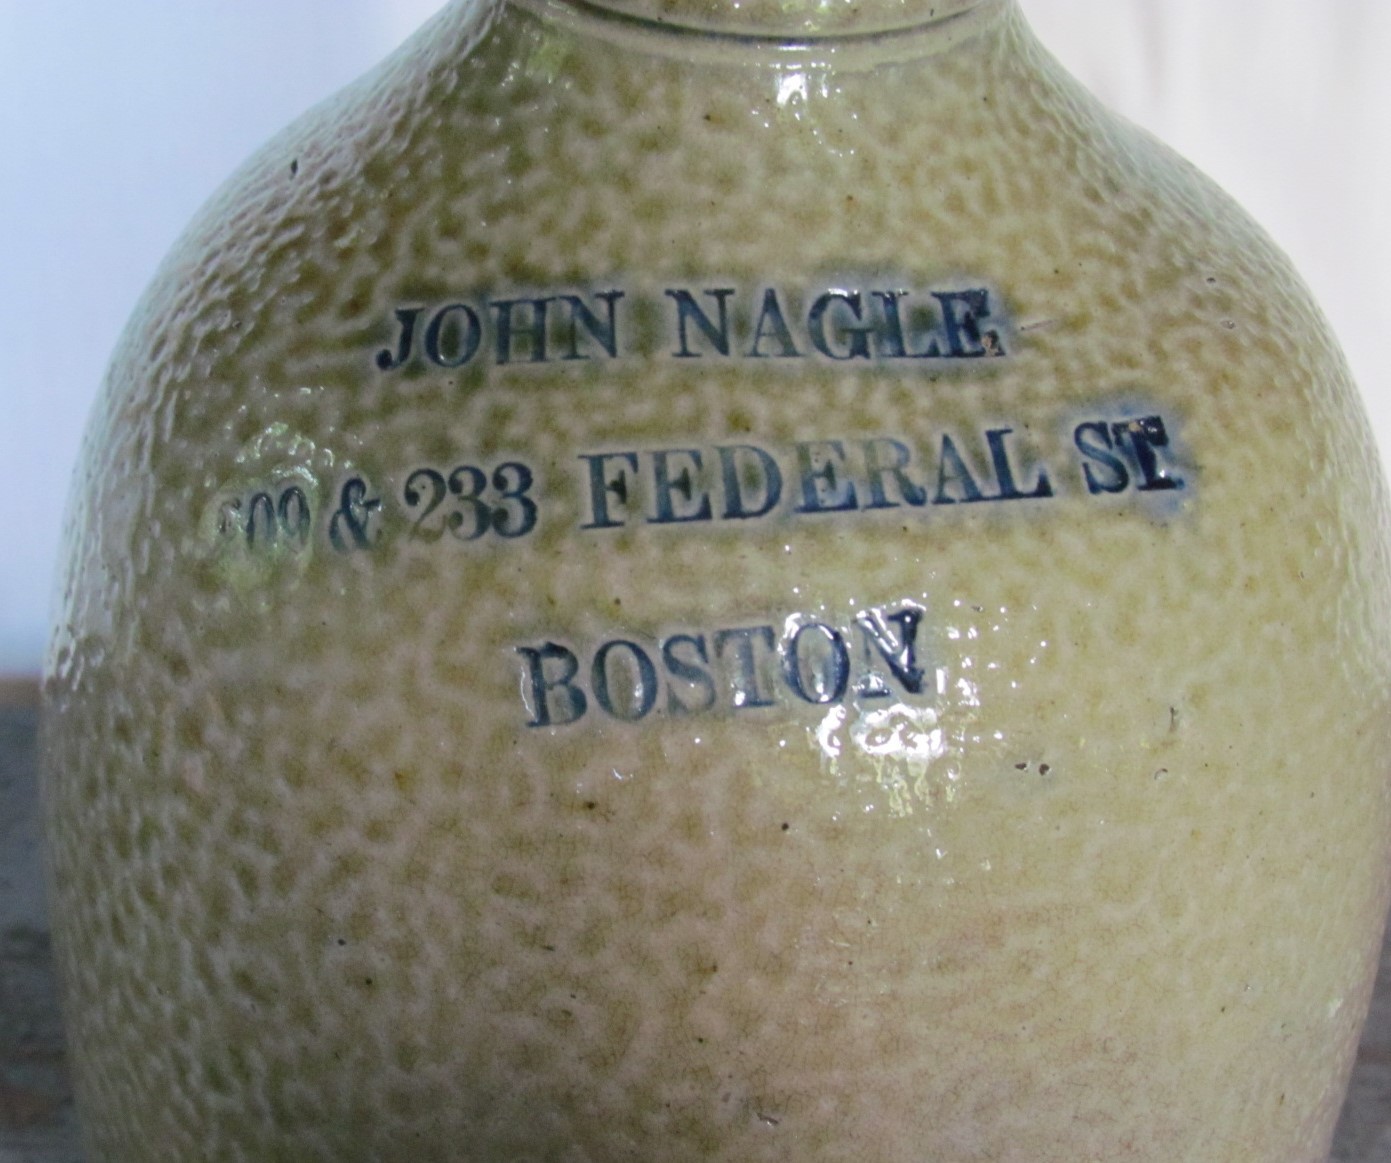 JOHN NAGLE
& 233 FEDERAL ST.
BOSTON